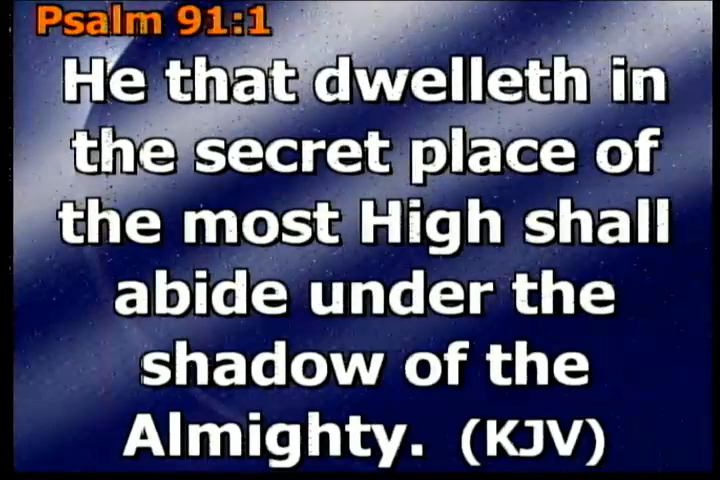 Psalm 91:1
He that dwelleth in
the secret place of
the most High shall
abide under the
shadow of the
Almighty. (KJV)